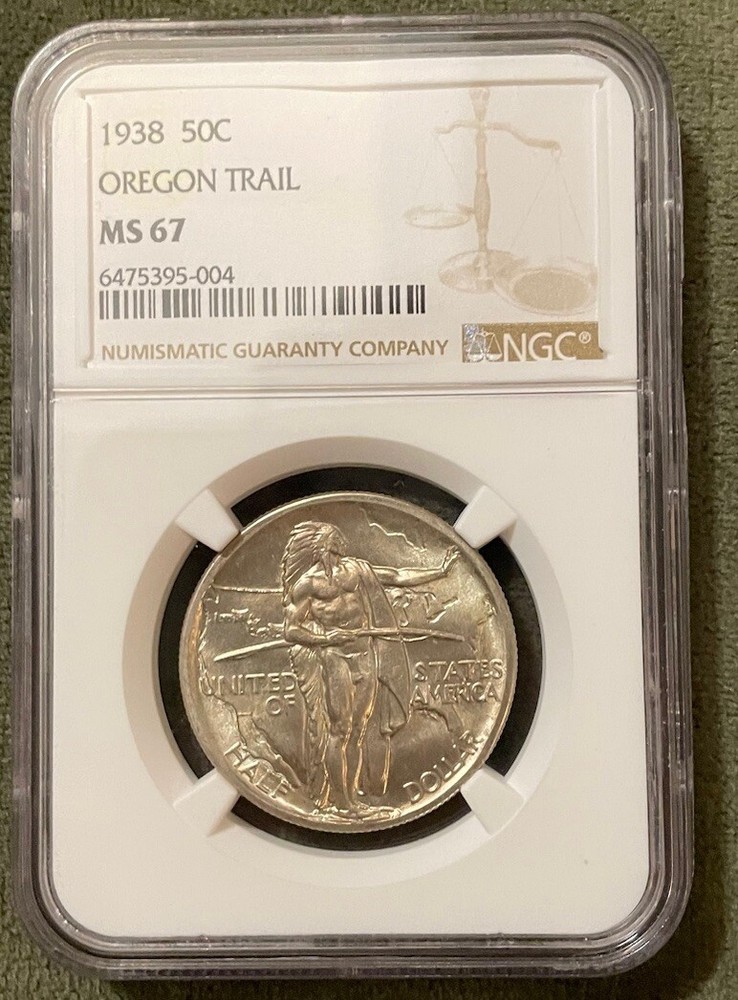 1938 50C
OREGON TRAIL
MS 67
6475395-004
NUMISMATIC GUARANTY COMPANY NGC®
UNITED STATES
OF AMERICA
HALF DOLLAR